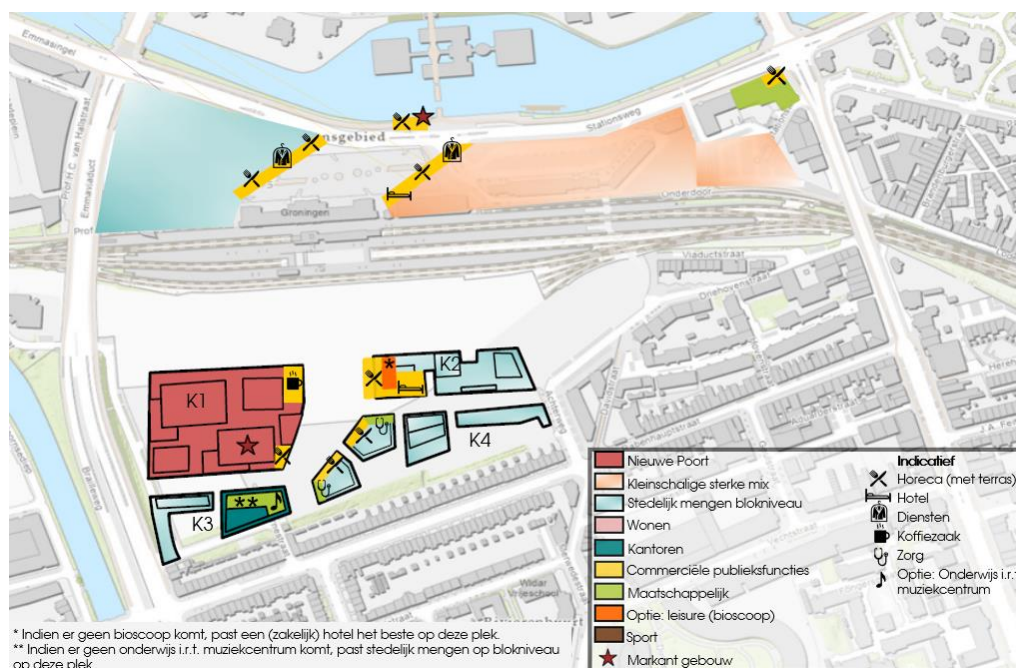 Emmasingel
Prof. H.C. van Hallstraat
Emmaviaduct
Prof
nsgebied
Stationsweg
Groningen
Viaductstraat
K1
K2
K3
K4
**
*
Nieuwe Poort
Kleinschalige sterke mix
Stedelijk mengen blokniveau
Wonen
Kantoren
Commerciële publieksfuncties
Maatschappelijk
Optie: leisure (bioscoop)
Sport
Markant gebouw
Indicatief
Horeca (met terras)
Hotel
Diensten
Koffiezaak
Zorg
Optie: Onderwijs i.r.t
muziekcentrum
* Indien er geen bioscoop komt, past een (zakelijk) hotel het beste op deze plek.
** Indien er geen onderwijs i.r.t. muziekcentrum komt, past stedelijk mengen op blokniveau
op deze plek